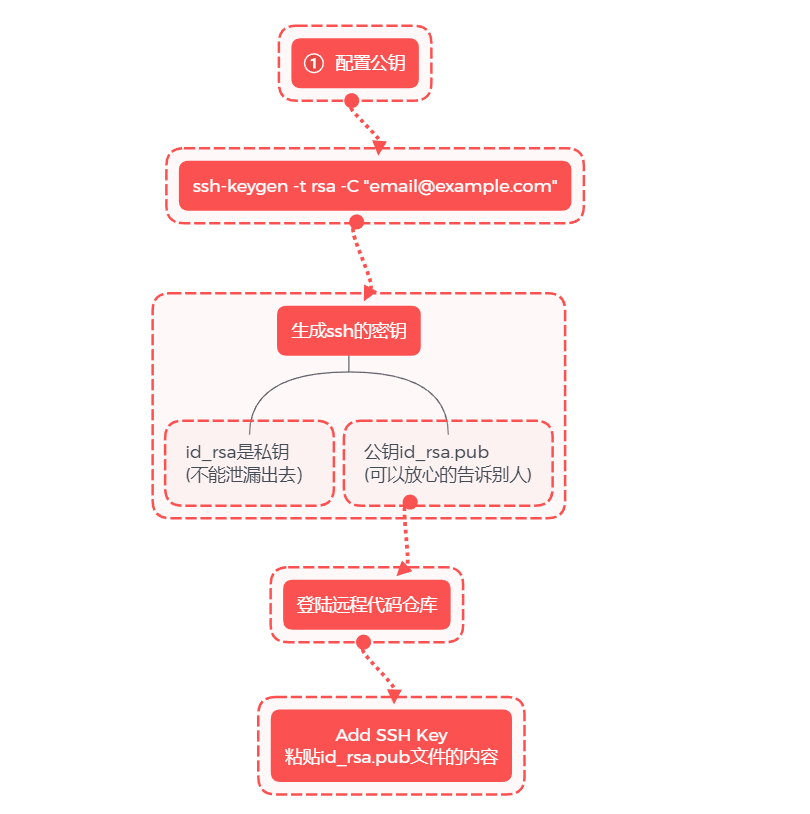 ① 配置公钥
ssh-keygen -t rsa -C "email@example.com"
生成ssh的密钥
id_rsa是私钥
(不能泄漏出去）
公钥id_rsa.pub
(可以放心的告诉别人)
登陆远程代码仓库
Add SSH Key
粘贴id_rsa.pub文件的内容